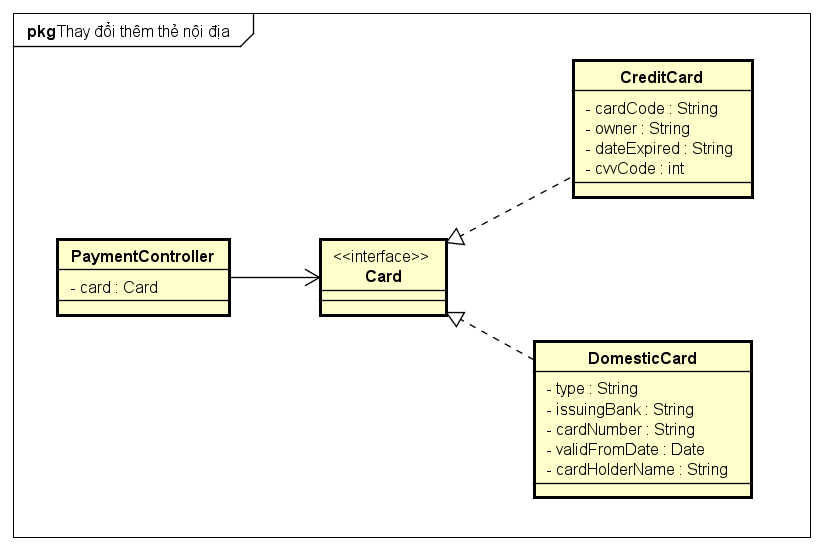 pkgThay đổi thêm thẻ nội địa
CreditCard
- cardCode : String
- owner : String
- dateExpired : String
- cvvCode : int
PaymentController
- card : Card
<<interface>>
Card
DomesticCard
- type : String
- issuingBank : String
- cardNumber : String
- validFromDate : Date
- cardHolderName : String